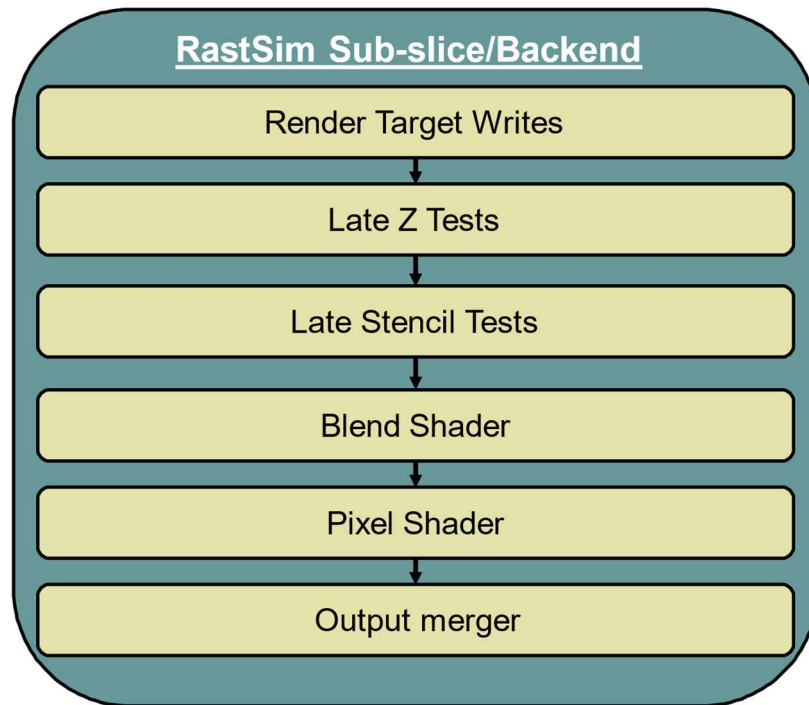 RastSim Sub-slice/Backend
Render Target Writes
Late Z Tests
Late Stencil Tests
Blend Shader
Pixel Shader
Output merger